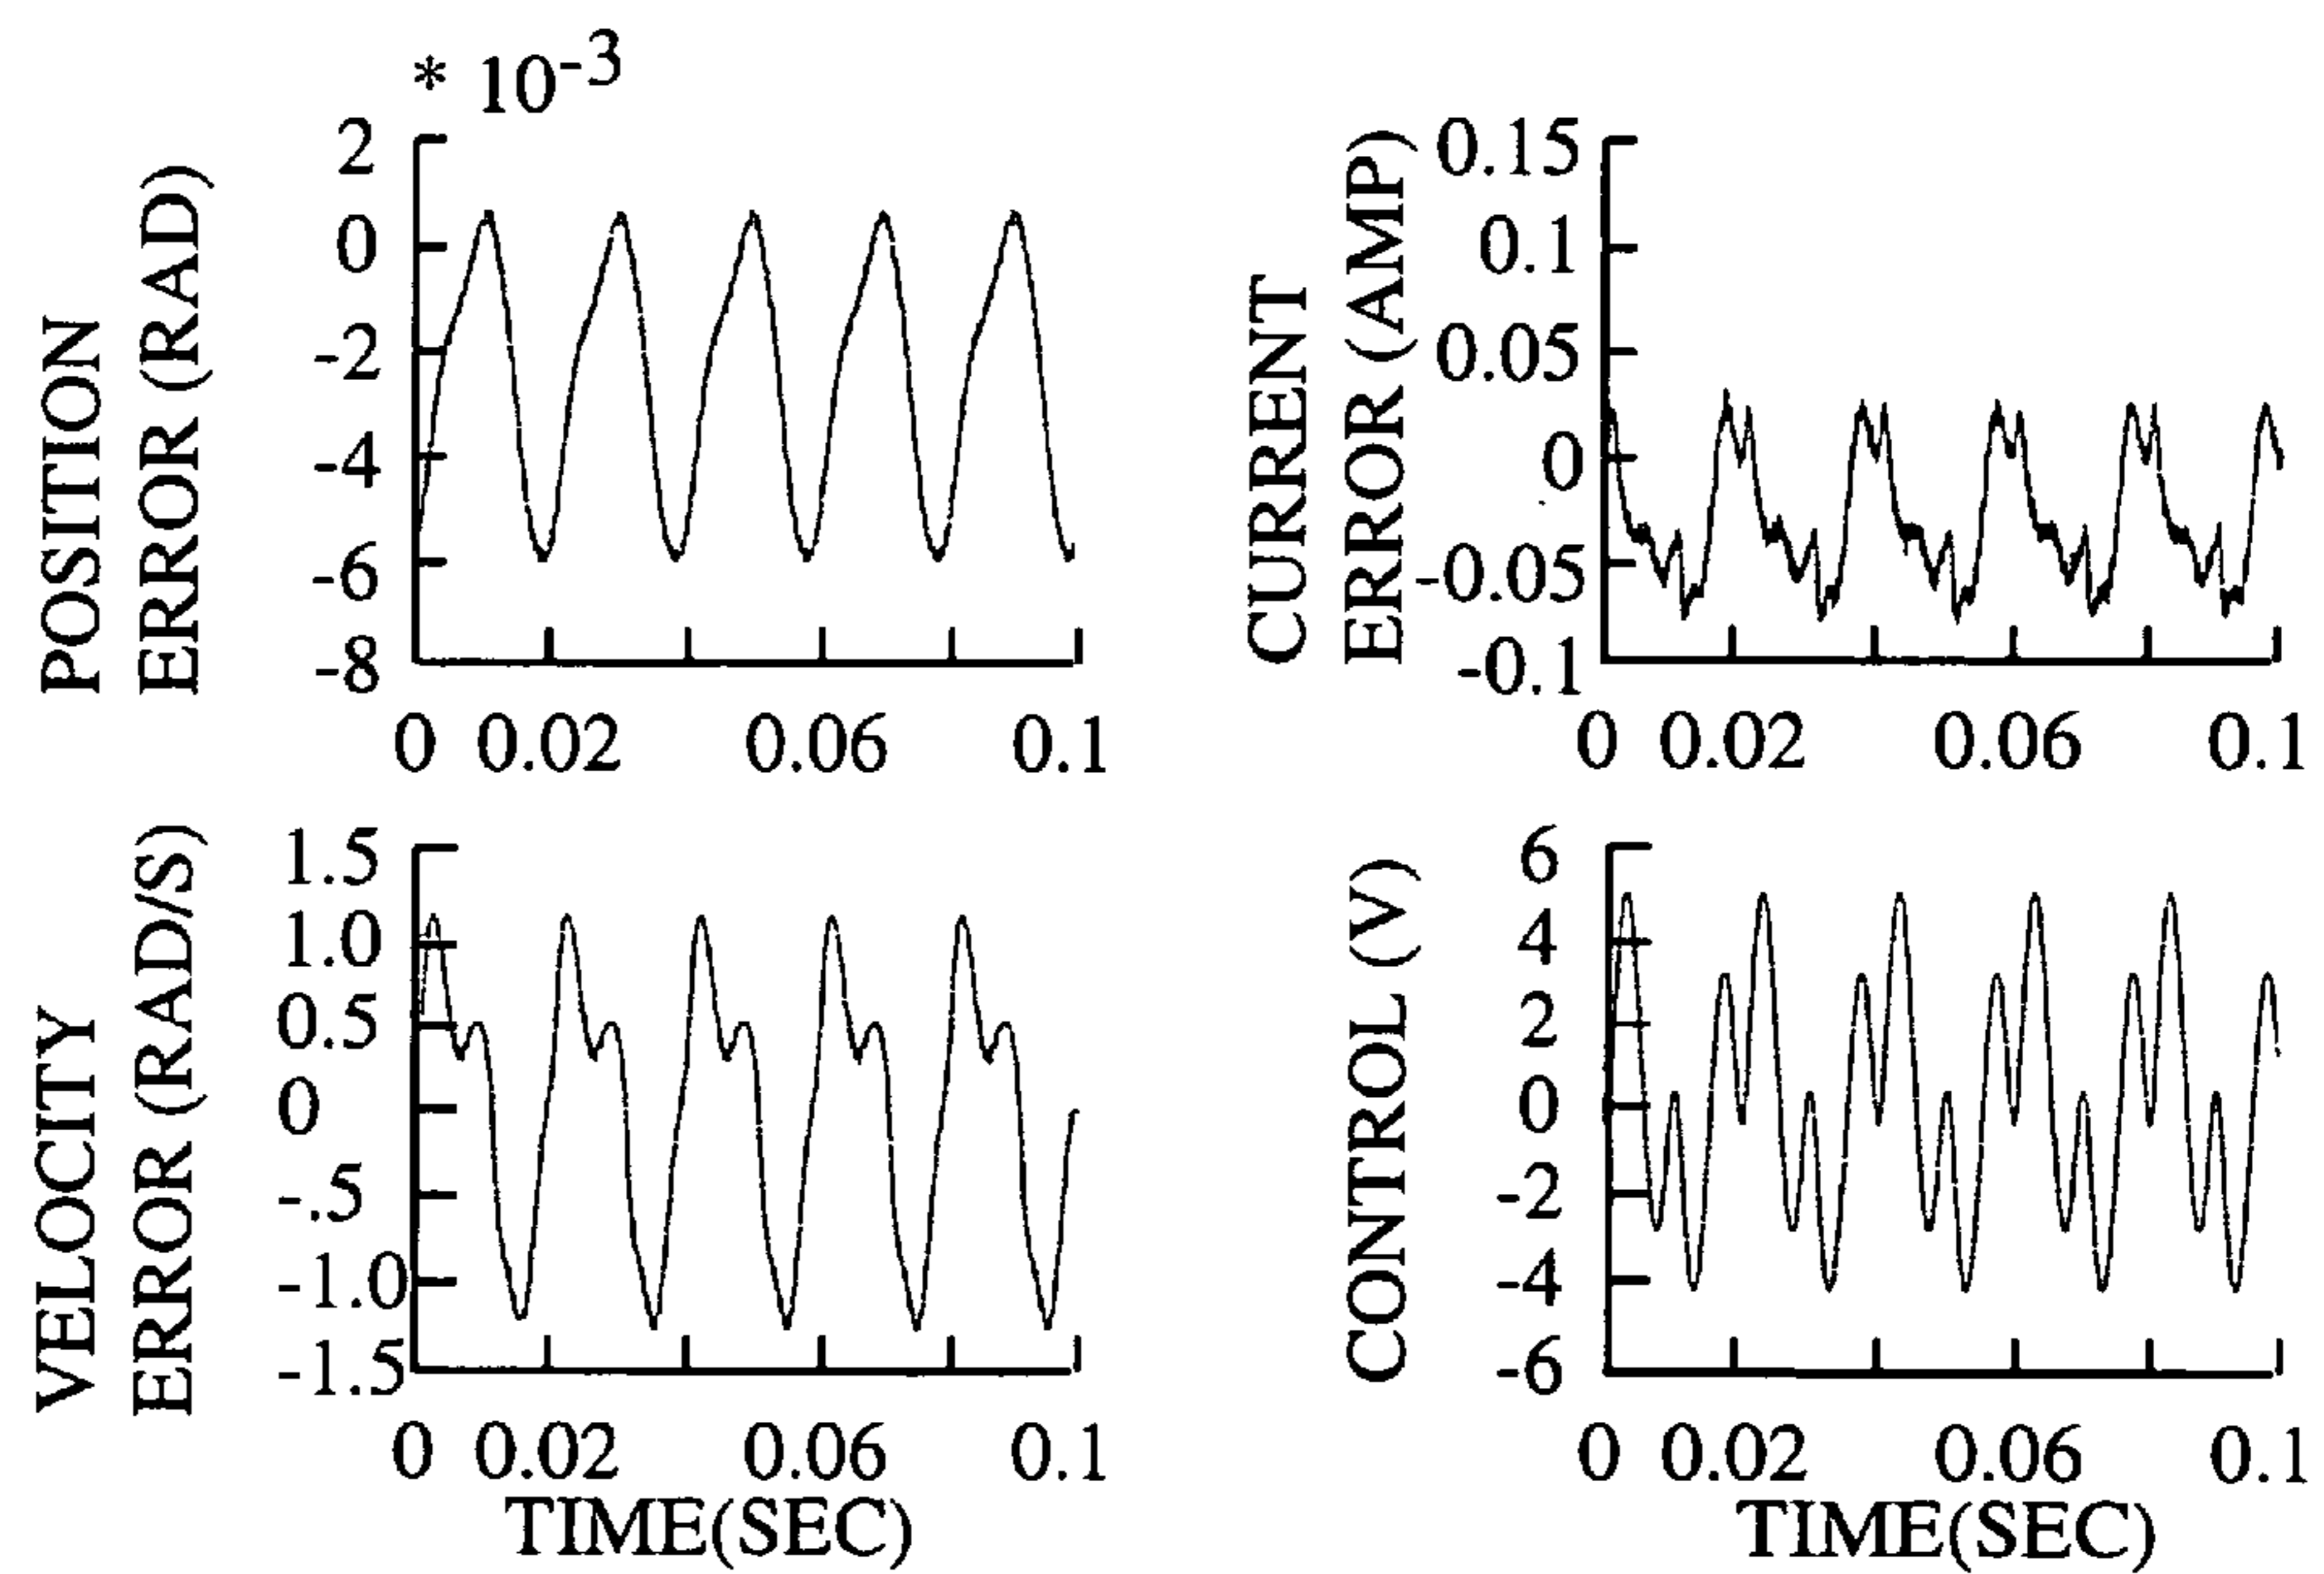 * 10-3
POSITION
ERROR (RAD)
2
0
-2
-4
-6
-8
0 0.02 0.06 0.1
CURRENT
ERROR (AMP)
0.15
0.1
0.05
0
-0.05
-0.1
0 0.02 0.06 0.1
VELOCITY
ERROR (RAD/S)
1.5
1.0
0.5
0
-.5
-1.0
-1.5
0 0.02 0.06 0.1
TIME(SEC)
CONTROL (V)
6
4
2
0
-2
-4
-6
0 0.02 0.06 0.1
TIME(SEC)